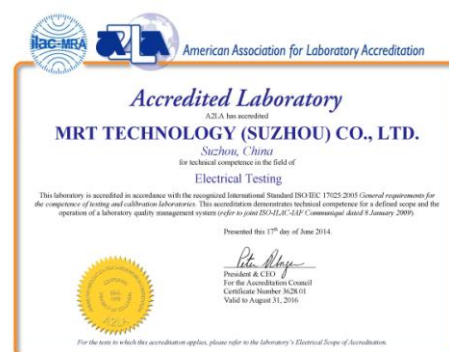 ilac-MRA
A2LA
American Association for Laboratory Accreditation
Accredited Laboratory
A2LA has accredited
MRT TECHNOLOGY (SUZHOU) CO., LTD.
Suzhou, China
for technical competence in the field of
Electrical Testing
This laboratory is accredited in accordance with the recognized International Standard ISO/IEC 17025:2005 General requirements for
the competence of testing and calibration laboratories. This accreditation demonstrates technical competence for a defined scope and the
operation of a laboratory quality management system (refer to joint ISO-ILAC-IAF Communiqué dated 8 January 2009).
Presented this 17th day of June 2014.
President & CEO
For the Accreditation Council
Certificate Number 3628.01
Valid to August 31, 2016
A2LA
For the tests to which this accreditation applies, please refer to the laboratory's Electrical Scope of Accreditation.